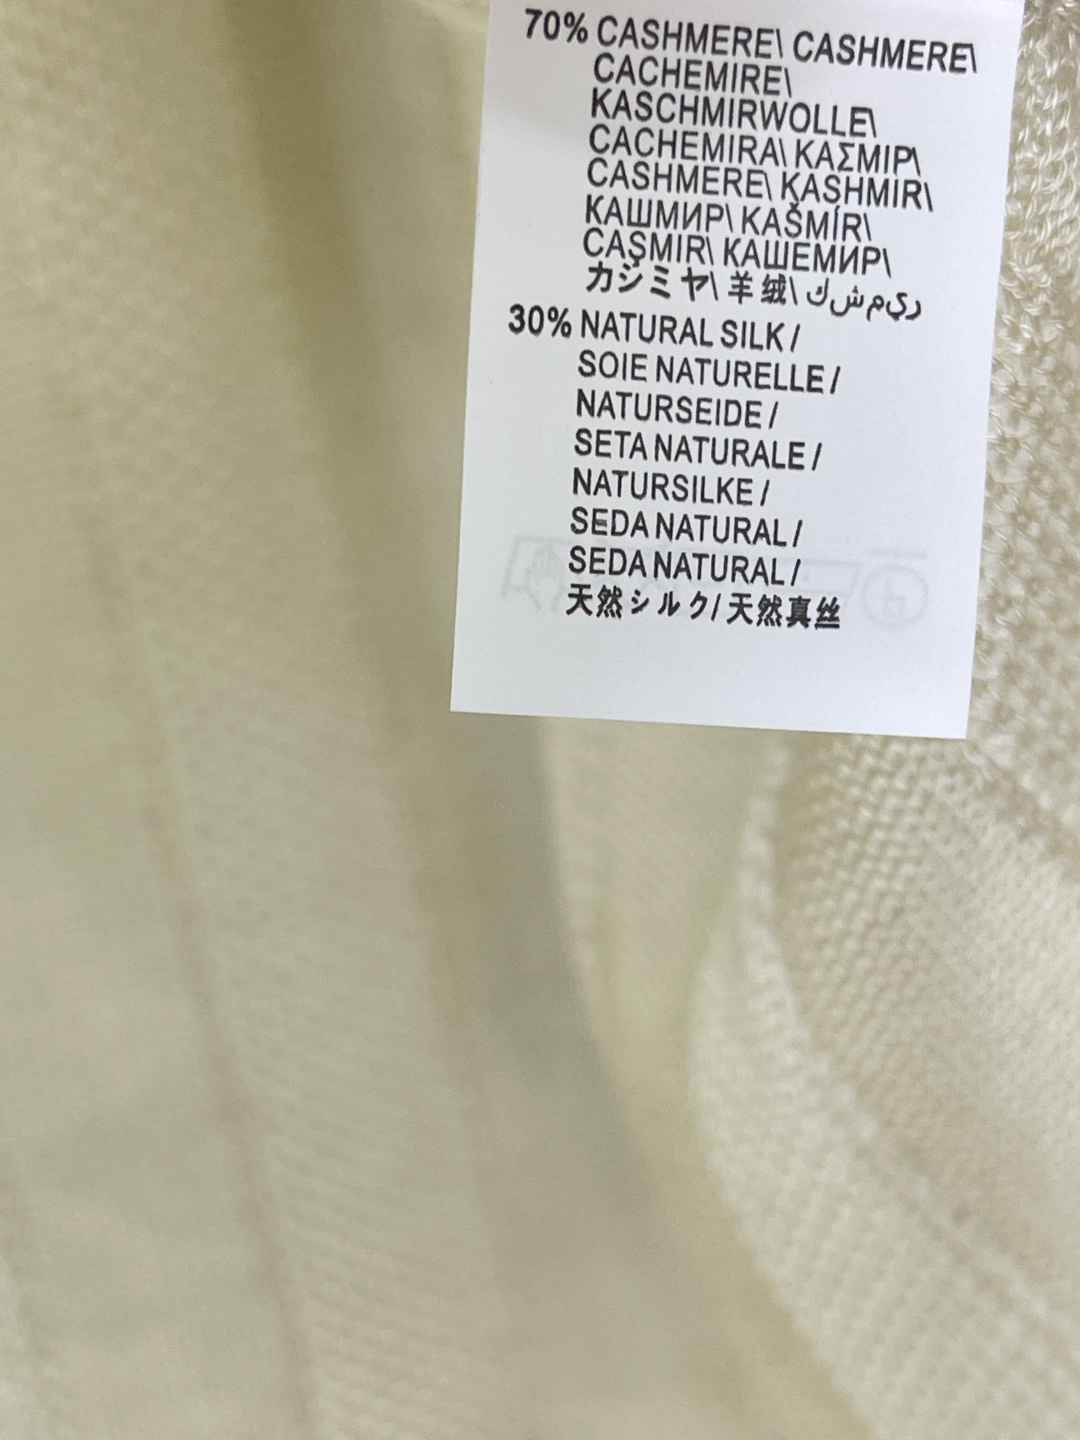 70% CASHMERE\ CASHMERE\
CACHEMIRE\
KASCHMIRWOLLE\
CACHEMIRA\ ΚΑΣΜΙΡ\
CASHMERE\ KASHMIR\
КАШМИР\ KAŠMÍR\
CAŞMIR\ КАШЕМИР\
カシミヤ\ 羊绒\ ك ش م ي ر
30% NATURAL SILK /
SOIE NATURELLE /
NATURSEIDE /
SETA NATURALE /
NATURSILKE /
SEDA NATURAL /
SEDA NATURAL /
天然シルク/ 天然真丝